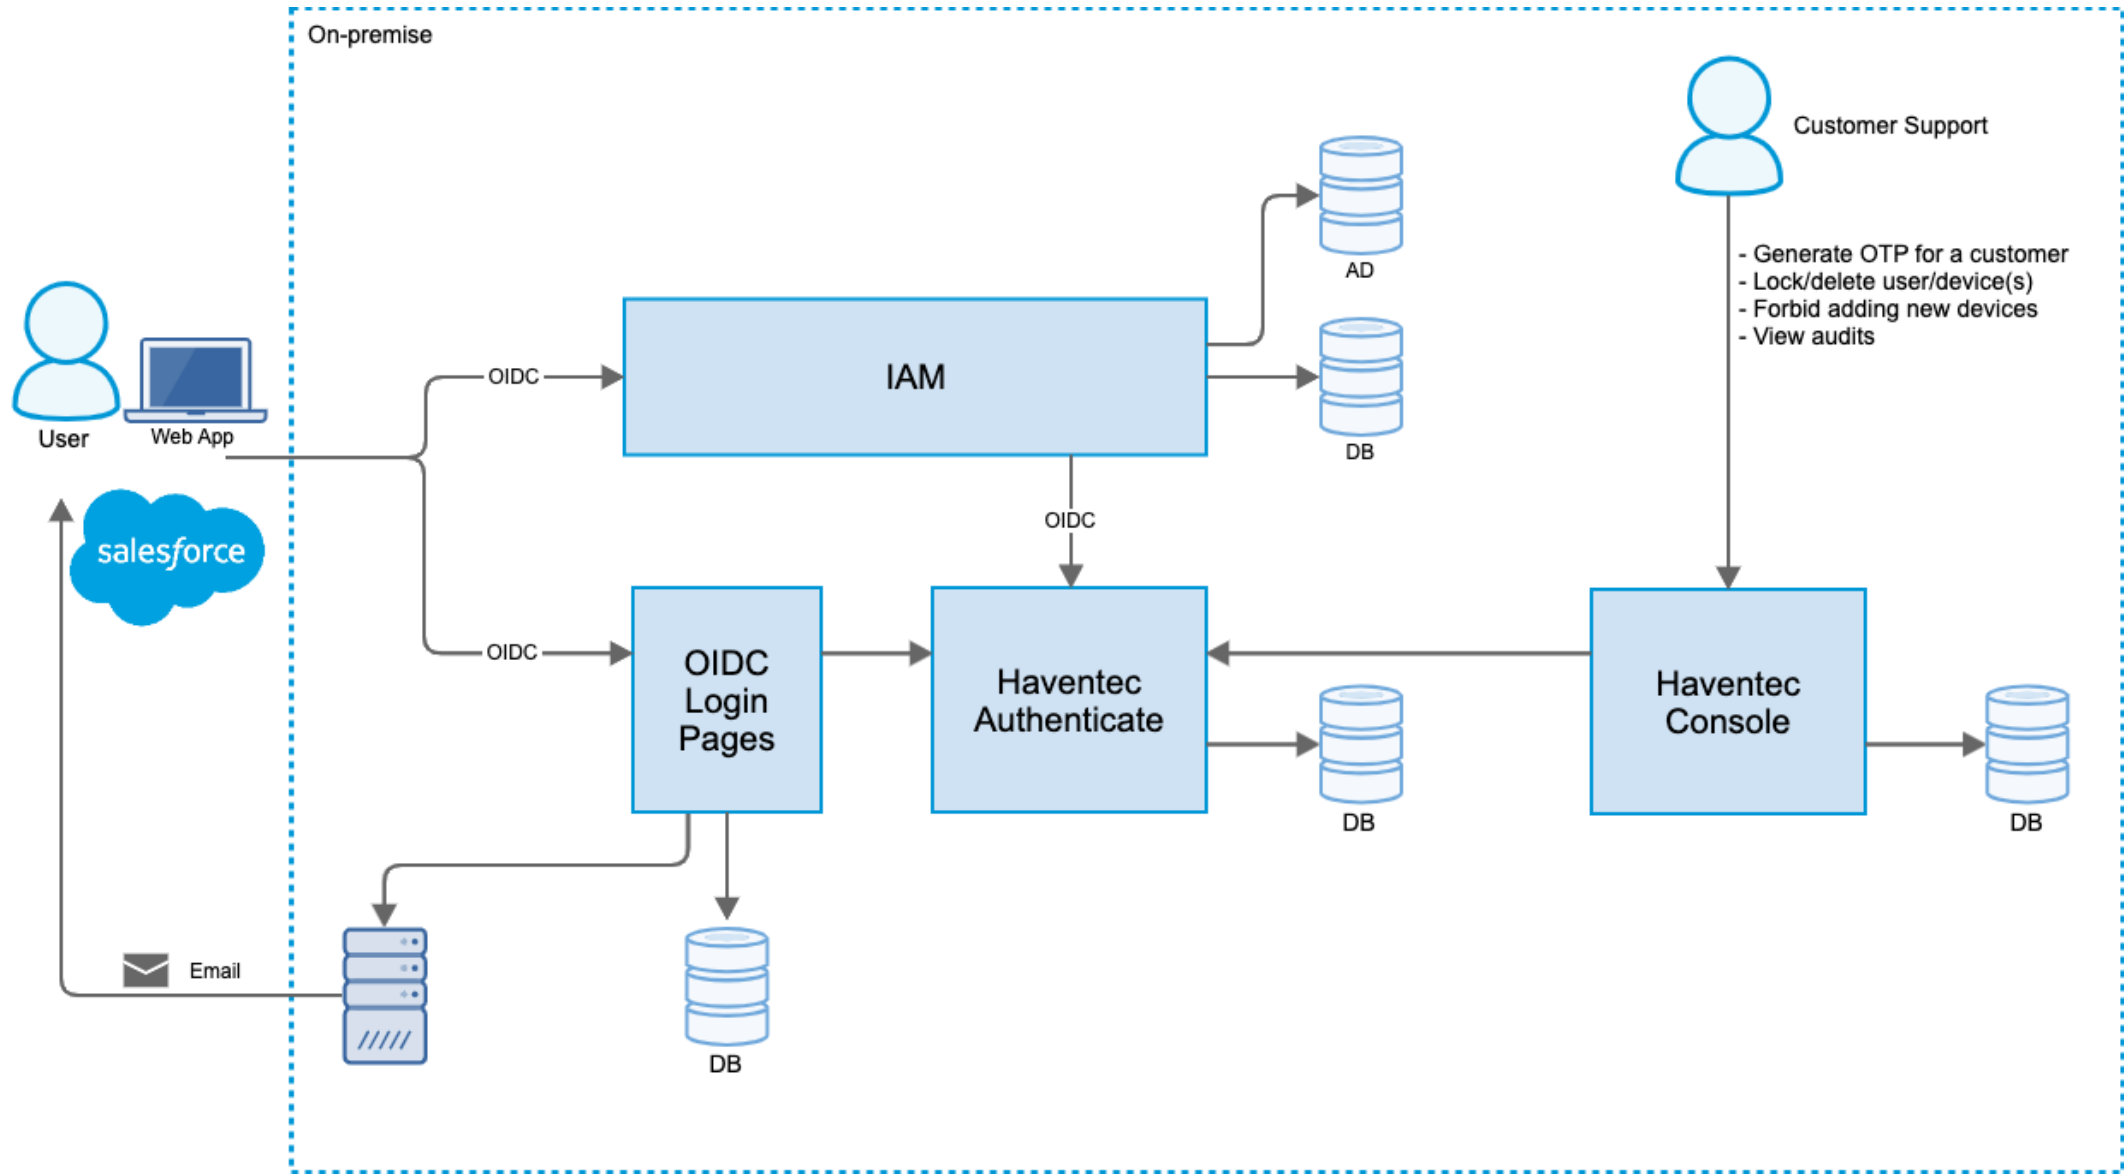 On-premise
Customer Support
- Generate OTP for a customer
- Lock/delete user/device(s)
- Forbid adding new devices
- View audits
AD
IAM
OIDC
DB
User
Web App
salesforce
OIDC
OIDC
OIDC
Login
Pages
Haventec
Authenticate
Haventec
Console
DB
DB
Email
DB